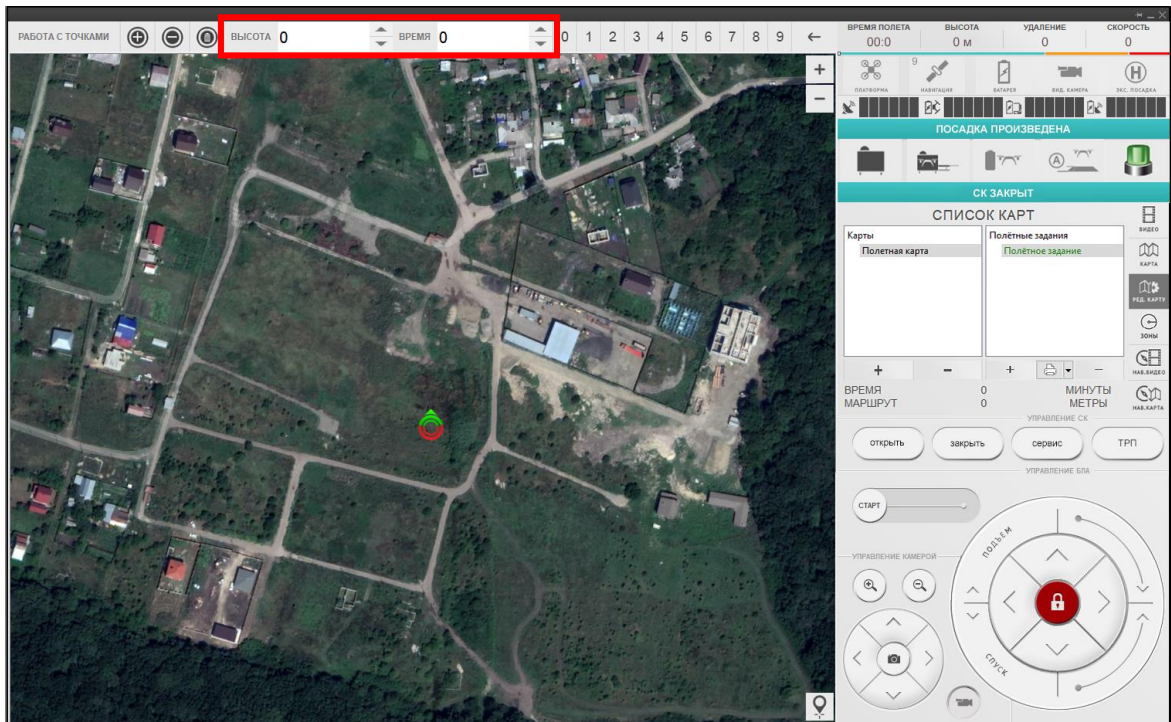 РАБОТА С ТОЧКАМИ ВЫСОТА 0 ВРЕМЯ 0 0 1 2 3 4 5 6 7 8 9 ←
+
−
ВРЕМЯ ПОЛЕТА ВЫСОТА УДАЛЕНИЕ СКОРОСТЬ
00:0 0 м 0 0
0
9
H
ПЛАТФОРМА НАВИГАЦИЯ БАТАРЕЯ ВИД. КАМЕРА ЭКС. ПОСАДКА
ПОСАДКА ПРОИЗВЕДЕНА
A
СК ЗАКРЫТ
СПИСОК КАРТ
Карты Полётные задания
Полетная карта Полётное задание
+ − + −
ВИДЕО
КАРТА
РЕД. КАРТУ
ЗОНЫ
НАВ.ВИДЕО
НАВ.КАРТА
ВРЕМЯ 0 МИНУТЫ
МАРШРУТ 0 МЕТРЫ
УПРАВЛЕНИЕ СК
открыть закрыть сервис ТРП
УПРАВЛЕНИЕ БЛА
СТАРТ
ПОДЪЕМ
УПРАВЛЕНИЕ КАМЕРОЙ
СПУСК